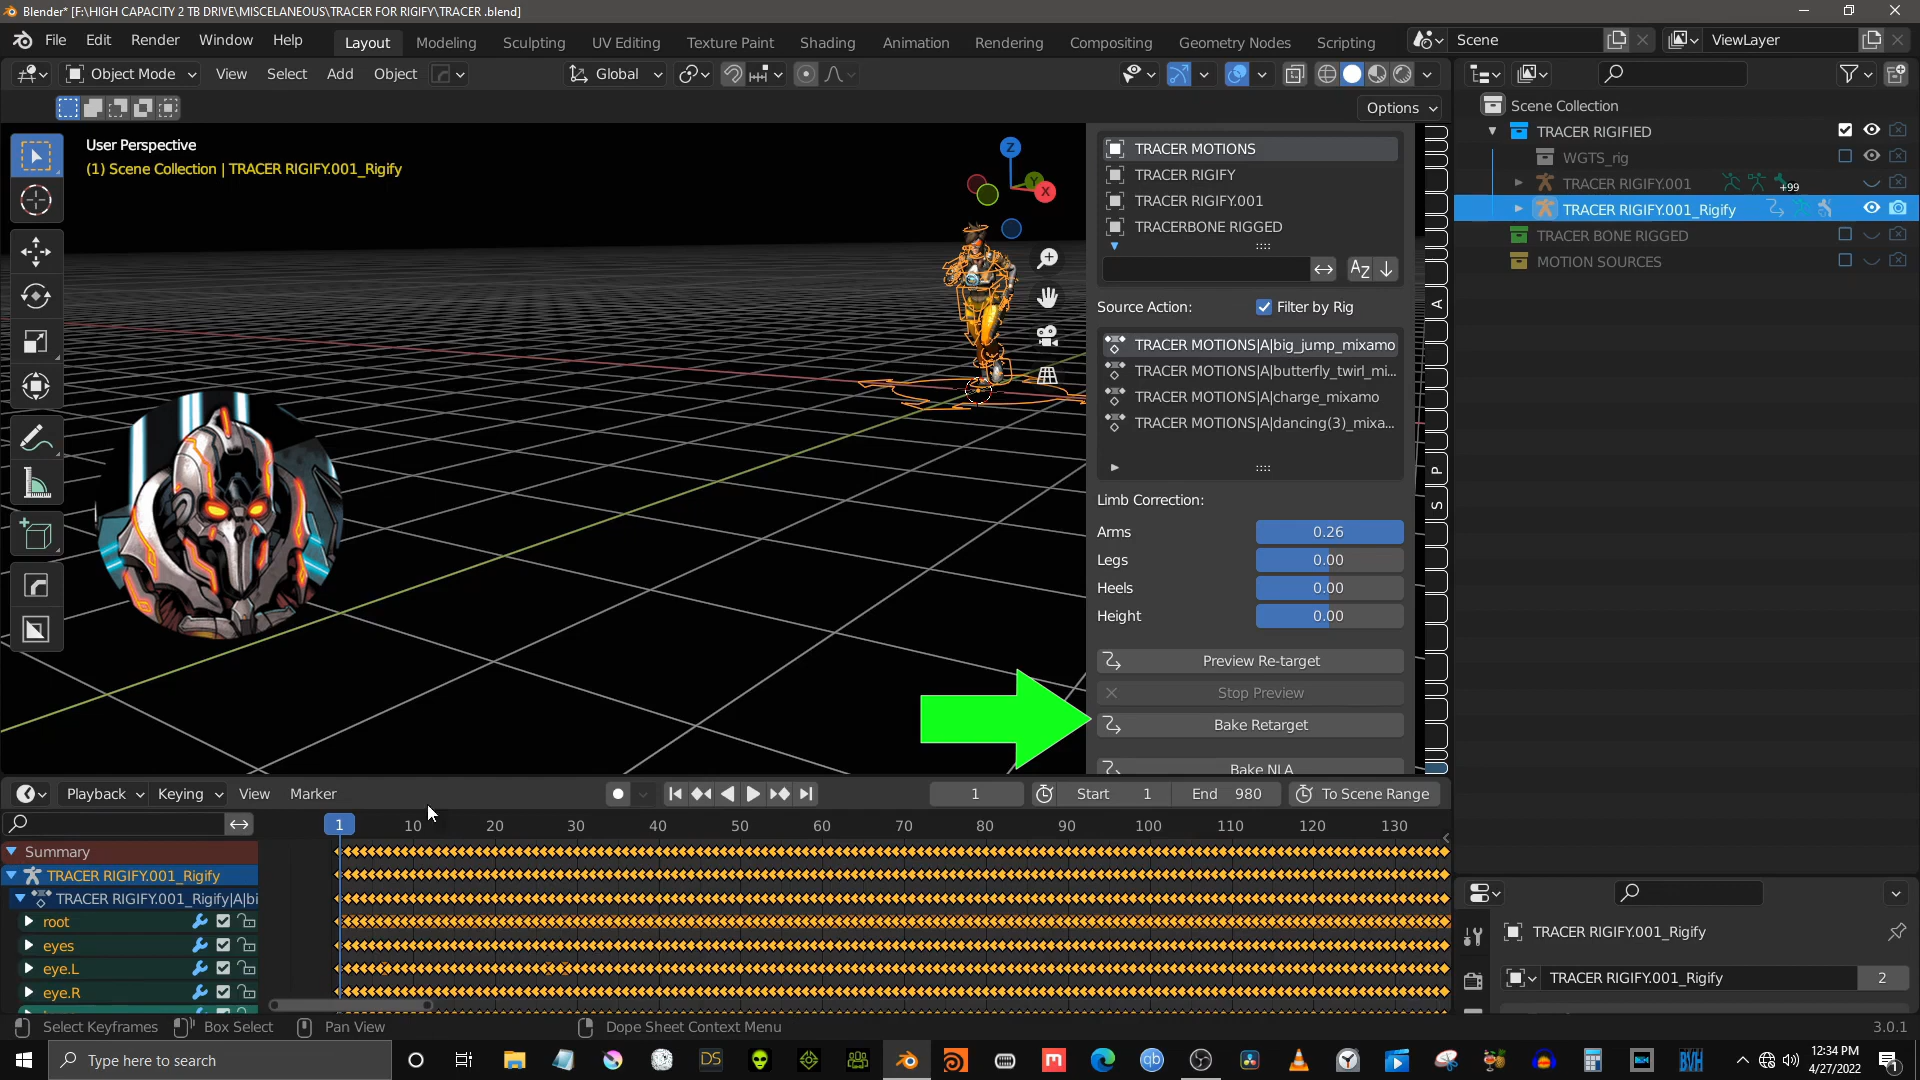 Blender* [F:\HIGH CAPACITY 2 TB DRIVE\MISCELANEOUS\TRACER FOR RIGIFY\TRACER .blend]
File Edit Render Window Help Layout Modeling Sculpting UV Editing Texture Paint Shading Animation Rendering Compositing Geometry Nodes Scripting Scene ViewLayer
Object Mode View Select Add Object Global
Options
User Perspective
(1) Scene Collection | TRACER RIGIFY.001_Rigify
Z
Y
X
TRACER MOTIONS
TRACER RIGIFY
TRACER RIGIFY.001
TRACERBONE RIGGED
AZ
Source Action: Filter by Rig
TRACER MOTIONS|A|big_jump_mixamo
TRACER MOTIONS|A|butterfly_twirl_mi...
TRACER MOTIONS|A|charge_mixamo
TRACER MOTIONS|A|dancing(3)_mixa...
Limb Correction:
Arms 0.26
Legs 0.00
Heels 0.00
Height 0.00
Preview Re-target
Stop Preview
Bake Retarget
Bake NLA
A
P
S
Scene Collection
TRACER RIGIFIED
WGTS_rig
TRACER RIGIFY.001 +99
TRACER RIGIFY.001_Rigify
TRACER BONE RIGGED
MOTION SOURCES
Playback Keying View Marker 1 Start 1 End 980 To Scene Range
1 10 20 30 40 50 60 70 80 90 100 110 120 130
Summary
TRACER RIGIFY.001_Rigify
TRACER RIGIFY.001_Rigify|A|bi
root
eyes
eye.L
eye.R
TRACER RIGIFY.001_Rigify
TRACER RIGIFY.001_Rigify 2
Select Keyframes Box Select Pan View Dope Sheet Context Menu 3.0.1
Type here to search
DS
qb
BVH
12:34 PM
4/27/2022
1